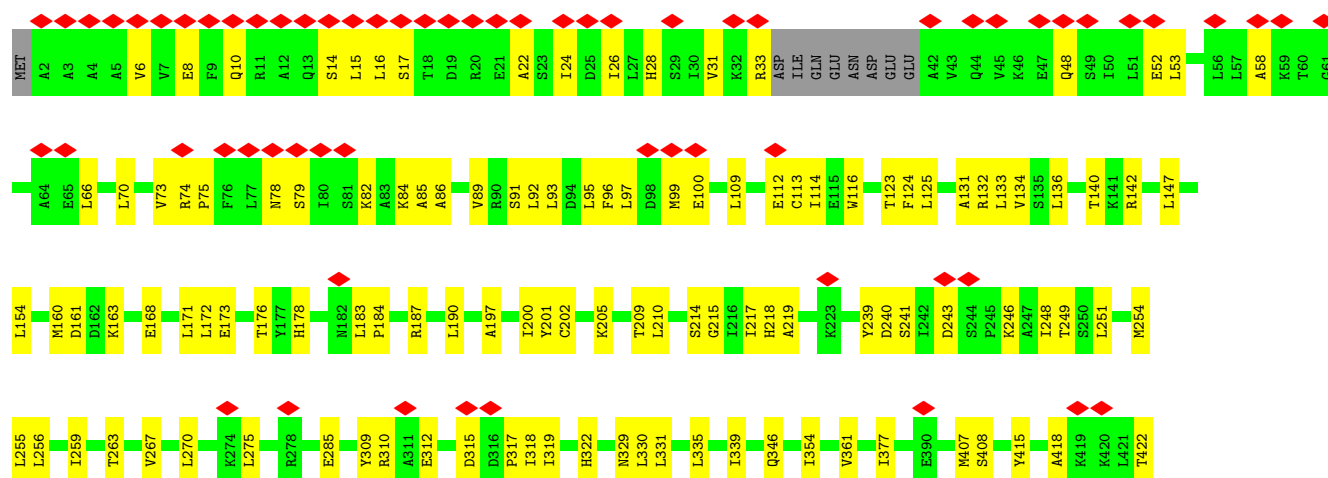 MET A2 A3 A4 A5 V6 V7 E8 F9 Q10 R11 A12 Q13 S14 L15 L16 S17 T18 D19 R20 E21 A22 S23 I24 D25 I26 L27 H28 S29 I30 V31 K32 R33 ASP ILE GLN GLU ASN ASP GLU GLU A42 V43 Q44 V45 K46 E47 Q48 S49 I50 L51 E52 L53 L56 L57 A58 K59 T60 G61
A64 E65 L66 L70 V73 R74 P75 F76 L77 N78 S79 I80 S81 K82 A83 K84 A85 A86 V89 R90 S91 L92 L93 D94 L95 F96 L97 D98 M99 E100 L109 E112 C113 I114 E115 W116 T123 F124 L125 A131 R132 L133 V134 S135 L136 T140 K141 R142 L147
L154 M160 D161 D162 K163 E168 L171 L172 E173 T176 Y177 H178 N182 L183 P184 R187 L190 A197 I200 Y201 C202 K205 T209 L210 S214 G215 I216 I217 H218 A219 K223 Y239 D240 S241 I242 D243 S244 P245 K246 A247 I248 T249 S250 L251 M254
L255 L256 I259 T263 V267 L270 K274 L275 R278 E285 Y309 R310 A311 E312 D315 D316 P317 I318 I319 H322 N329 L330 L331 L335 I339 Q346 I354 V361 I377 E390 M407 S408 Y415 A418 K419 K420 L421 T422